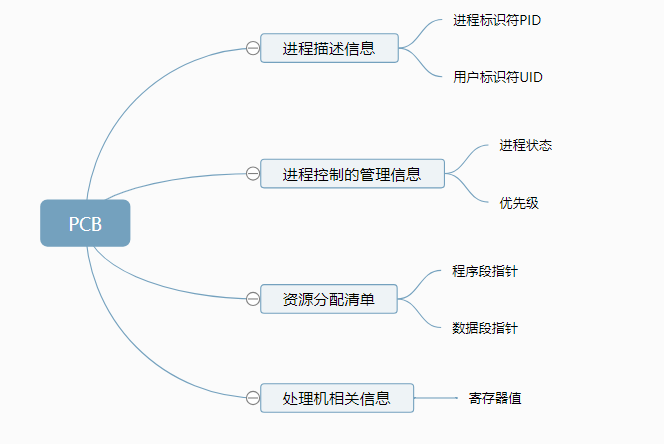 PCB
进程描述信息
进程标识符PID
用户标识符UID
进程控制的管理信息
进程状态
优先级
资源分配清单
程序段指针
数据段指针
处理机相关信息
寄存器值